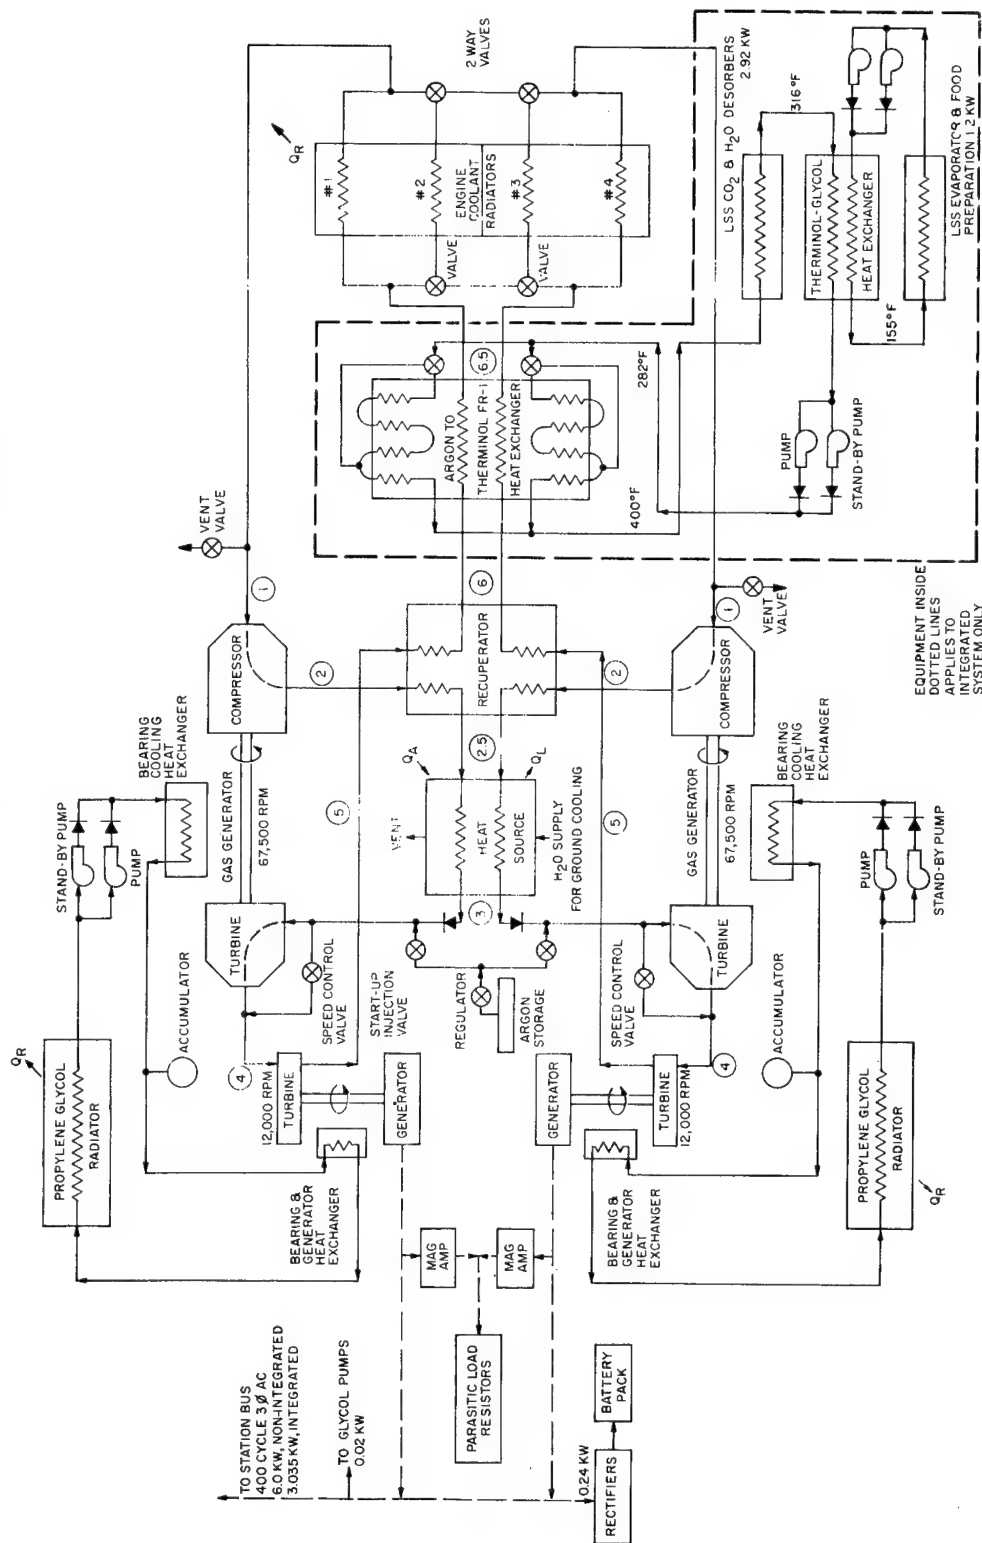 TO STATION BUS
400 CYCLE 3 Ø AC
6.0 KW, NON-INTEGRATED
3.035 KW, INTEGRATED
TO GLYCOL PUMPS
0.02 KW
0.24 KW
RECTIFIERS
BATTERY
PACK
PARASITIC LOAD
RESISTORS
MAG
AMP
MAG
AMP
QR
PROPYLENE GLYCOL
RADIATOR
STAND-BY PUMP
PUMP
BEARING
COOLING
HEAT
EXCHANGER
ACCUMULATOR
BEARING &
GENERATOR
HEAT
EXCHANGER
12,000 RPM
TURBINE
GENERATOR
4
SPEED CONTROL
VALVE
START-UP
INJECTION
VALVE
TURBINE
GAS GENERATOR
67,500 RPM
COMPRESSOR
1
2
5
VENT
VALVE
REGULATOR
ARGON
STORAGE
3
VENT
HEAT
SOURCE
QA
QL
H2O SUPPLY
FOR GROUND COOLING
2.5
RECUPERATOR
6
2
5
ARGON TO
THERMINOL FR-1
HEAT EXCHANGER
6.5
400°F
282°F
VALVE
VALVE
#1
#2
ENGINE
COOLANT
RADIATORS
#3
#4
QR
2 WAY
VALVES
LSS CO2 & H2O DESORBERS
2.92 KW
316°F
THERMINOL-GLYCOL
HEAT EXCHANGER
155°F
LSS EVAPORATOR & FOOD
PREPARATION 1.2 KW
PUMP
STAND-BY PUMP
EQUIPMENT INSIDE
DOTTED LINES
APPLIES TO
INTEGRATED
SYSTEM ONLY
VENT
VALVE
1
COMPRESSOR
GAS GENERATOR
67,500 RPM
TURBINE
SPEED CONTROL
VALVE
4
GENERATOR
TURBINE
12,000 RPM
BEARING &
GENERATOR
HEAT
EXCHANGER
ACCUMULATOR
BEARING
COOLING
HEAT
EXCHANGER
PUMP
STAND-BY PUMP
PROPYLENE GLYCOL
RADIATOR
QR